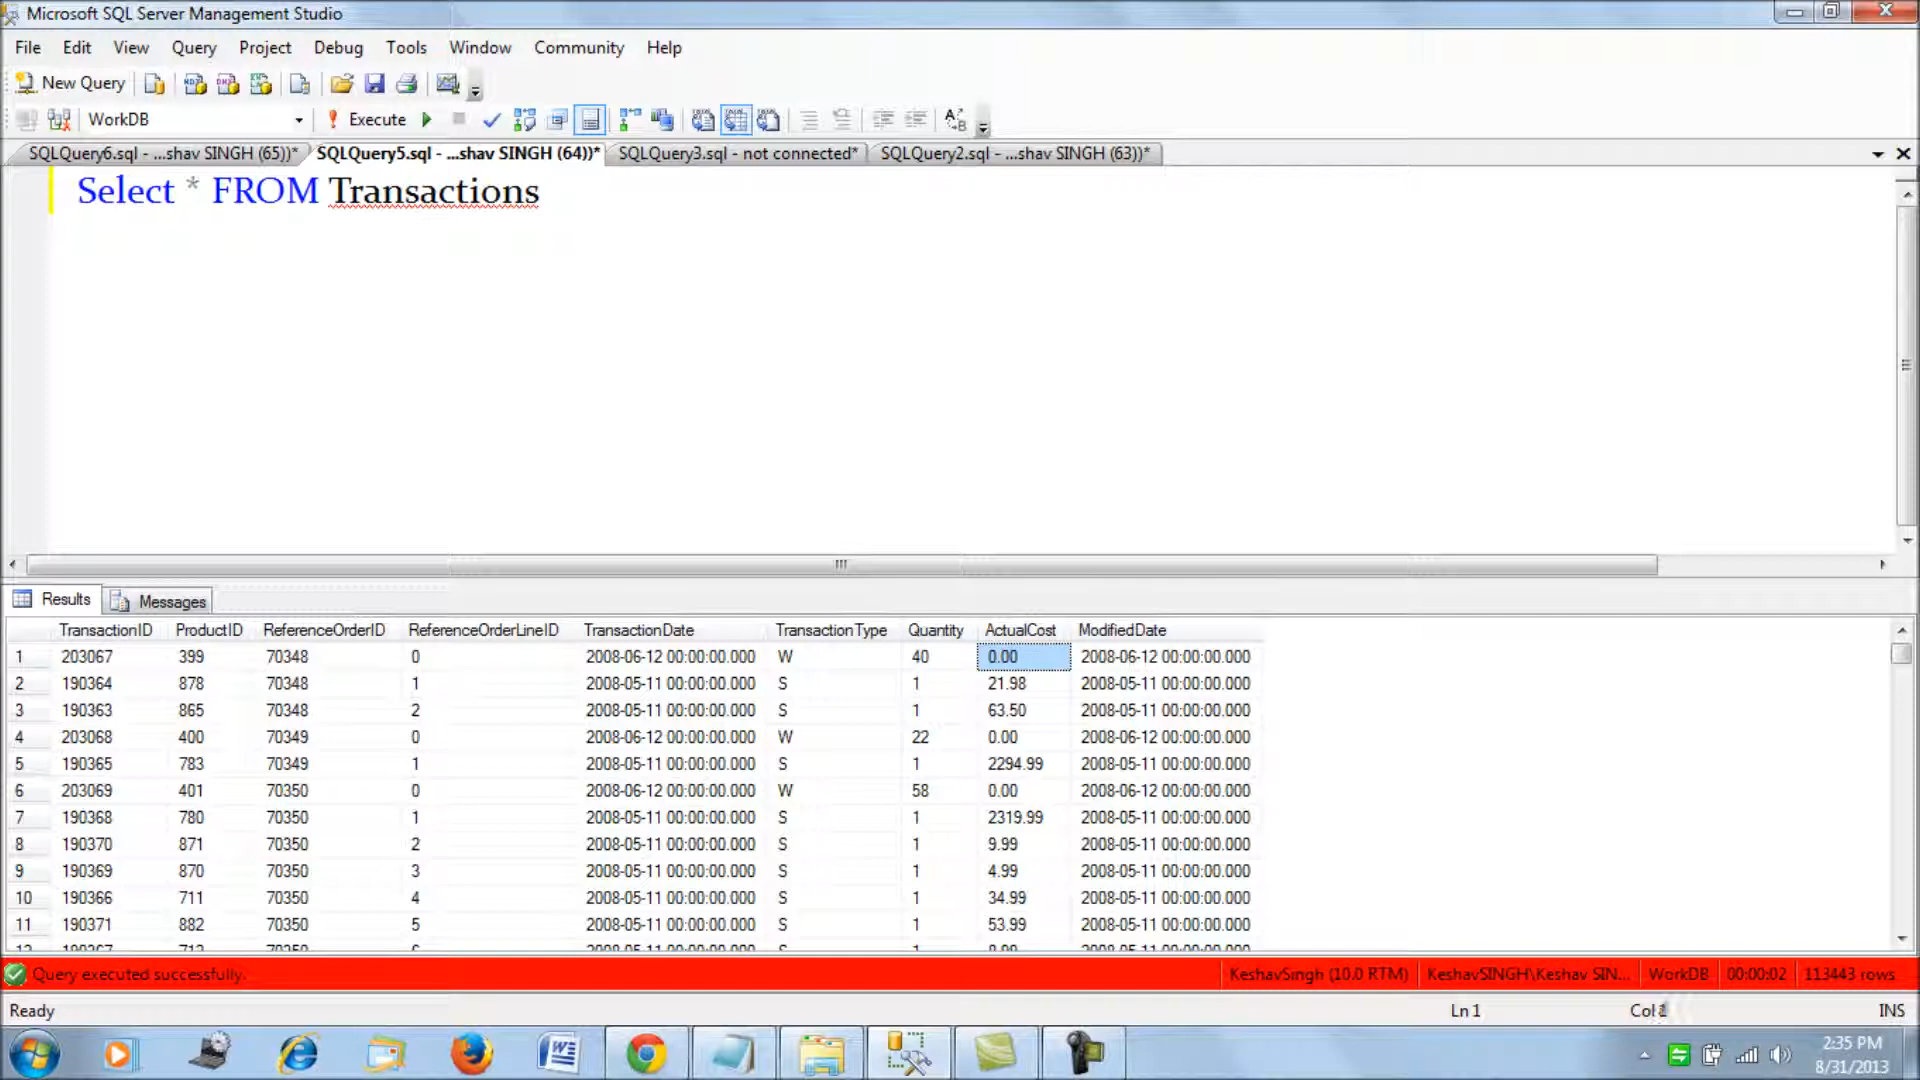 Microsoft SQL Server Management Studio
File Edit View Query Project Debug Tools Window Community Help
New Query
WorkDB Execute
SQLQuery6.sql - ...shav SINGH (65))* SQLQuery5.sql - ...shav SINGH (64))* SQLQuery3.sql - not connected* SQLQuery2.sql - ...shav SINGH (63))*
Select * FROM Transactions
Results Messages
TransactionID ProductID ReferenceOrderID ReferenceOrderLineID TransactionDate TransactionType Quantity ActualCost ModifiedDate
1 203067 399 70348 0 2008-06-12 00:00:00.000 W 40 0.00 2008-06-12 00:00:00.000
2 190364 878 70348 1 2008-05-11 00:00:00.000 S 1 21.98 2008-05-11 00:00:00.000
3 190363 865 70348 2 2008-05-11 00:00:00.000 S 1 63.50 2008-05-11 00:00:00.000
4 203068 400 70349 0 2008-06-12 00:00:00.000 W 22 0.00 2008-06-12 00:00:00.000
5 190365 783 70349 1 2008-05-11 00:00:00.000 S 1 2294.99 2008-05-11 00:00:00.000
6 203069 401 70350 0 2008-06-12 00:00:00.000 W 58 0.00 2008-06-12 00:00:00.000
7 190368 780 70350 1 2008-05-11 00:00:00.000 S 1 2319.99 2008-05-11 00:00:00.000
8 190370 871 70350 2 2008-05-11 00:00:00.000 S 1 9.99 2008-05-11 00:00:00.000
9 190369 870 70350 3 2008-05-11 00:00:00.000 S 1 4.99 2008-05-11 00:00:00.000
10 190366 711 70350 4 2008-05-11 00:00:00.000 S 1 34.99 2008-05-11 00:00:00.000
11 190371 882 70350 5 2008-05-11 00:00:00.000 S 1 53.99 2008-05-11 00:00:00.000
Query executed successfully. KeshavSingh (10.0 RTM) KeshavSINGH\Keshav SIN... WorkDB 00:00:02 113443 rows
Ready Ln 1 Col INS
2:35 PM
8/31/2013